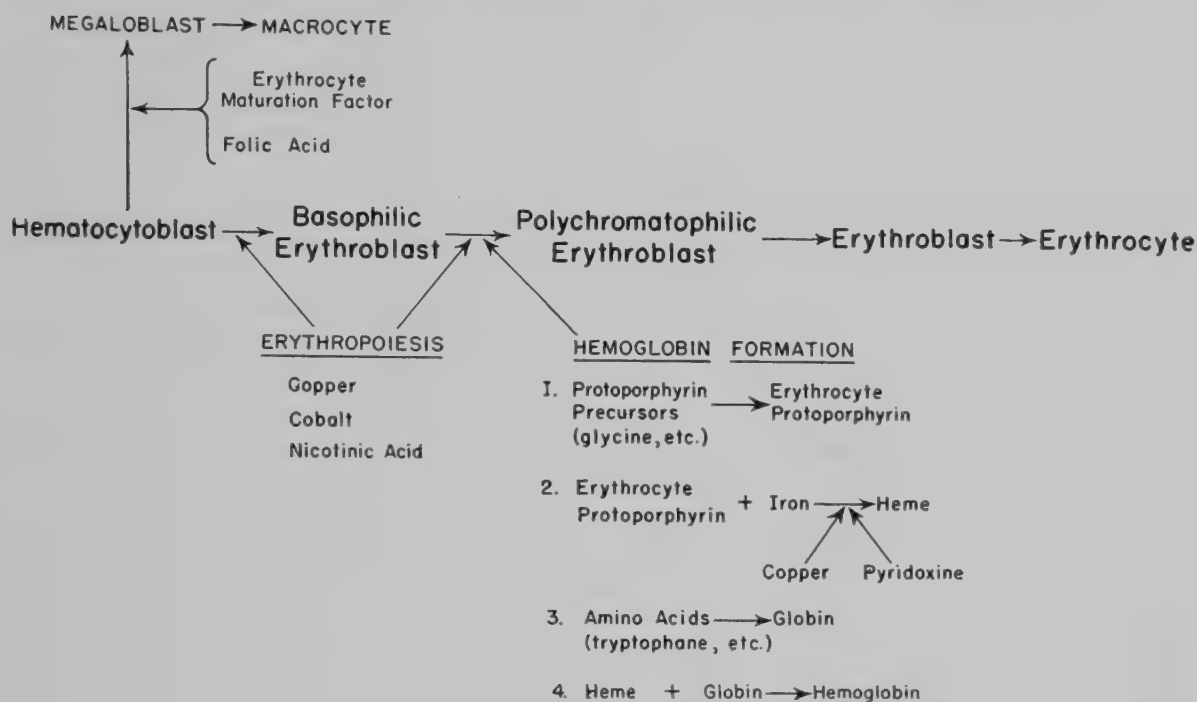 MEGALOBLAST → MACROCYTE
Erythrocyte
Maturation Factor
Folic Acid
Hematocytoblast → Basophilic Erythroblast → Polychromatophilic Erythroblast → Erythroblast → Erythrocyte
ERYTHROPOIESIS
Gopper
Cobalt
Nicotinic Acid
HEMOGLOBIN FORMATION
1. Protoporphyrin Precursors (glycine, etc.) → Erythrocyte Protoporphyrin
2. Erythrocyte Protoporphyrin + Iron → Heme
Copper Pyridoxine
3. Amino Acids → Globin
(tryptophane, etc.)
4. Heme + Globin → Hemoglobin